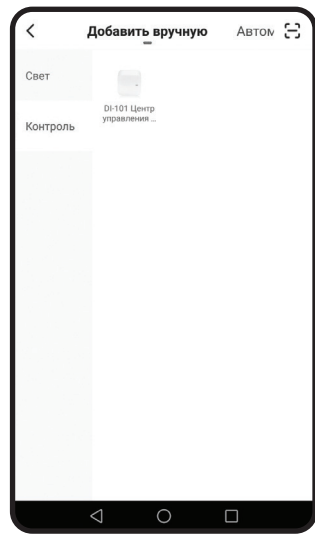 Добавить вручную Автом
Свет
DI-101 Центр
управления ...
Контроль